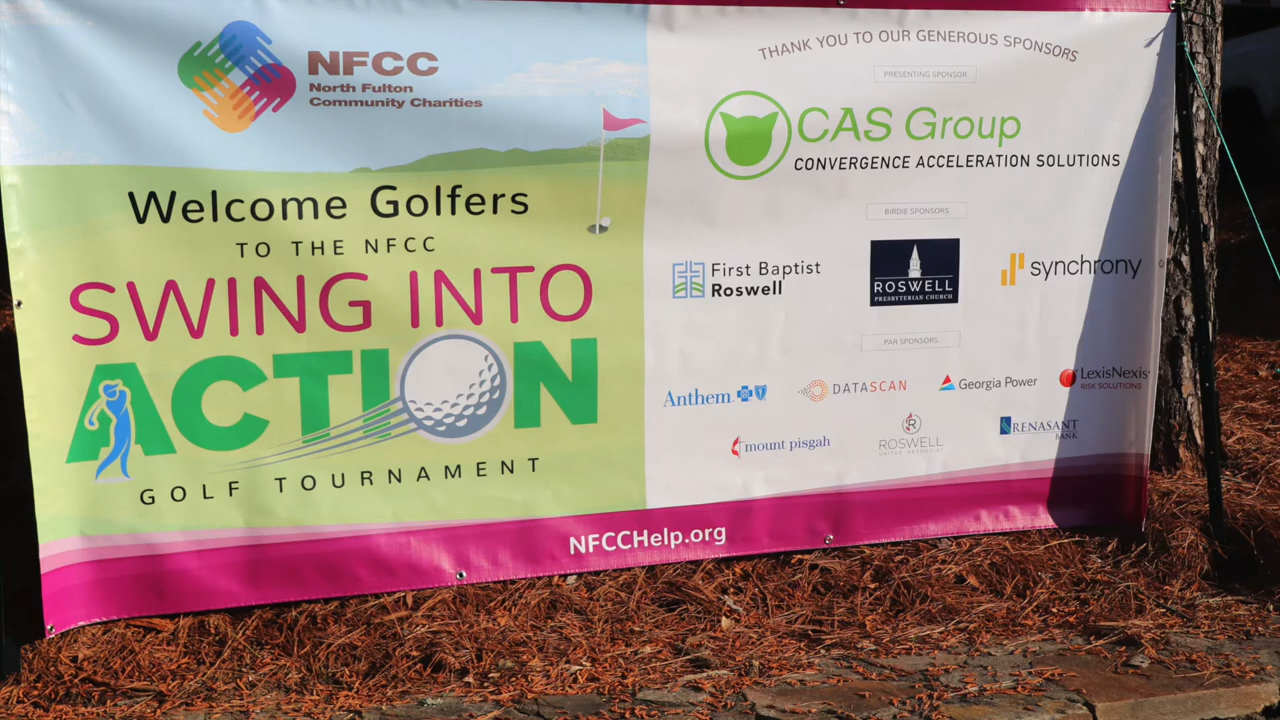 NFCC
North Fulton
Community Charities
Welcome Golfers
TO THE NFCC
SWING INTO
ACTION
GOLF TOURNAMENT
THANK YOU TO OUR GENEROUS SPONSORS
PRESENTING SPONSOR
CAS Group
CONVERGENCE ACCELERATION SOLUTIONS
BIRDIE SPONSORS
First Baptist
Roswell
ROSWELL
PRESBYTERIAN CHURCH
synchrony
PAR SPONSORS
Anthem
DATASCAN
Georgia Power
LexisNexis
RISK SOLUTIONS
mount pisgah
R
ROSWELL
UNITED METHODIST
RENASANT
BANK
NFCCHelp.org